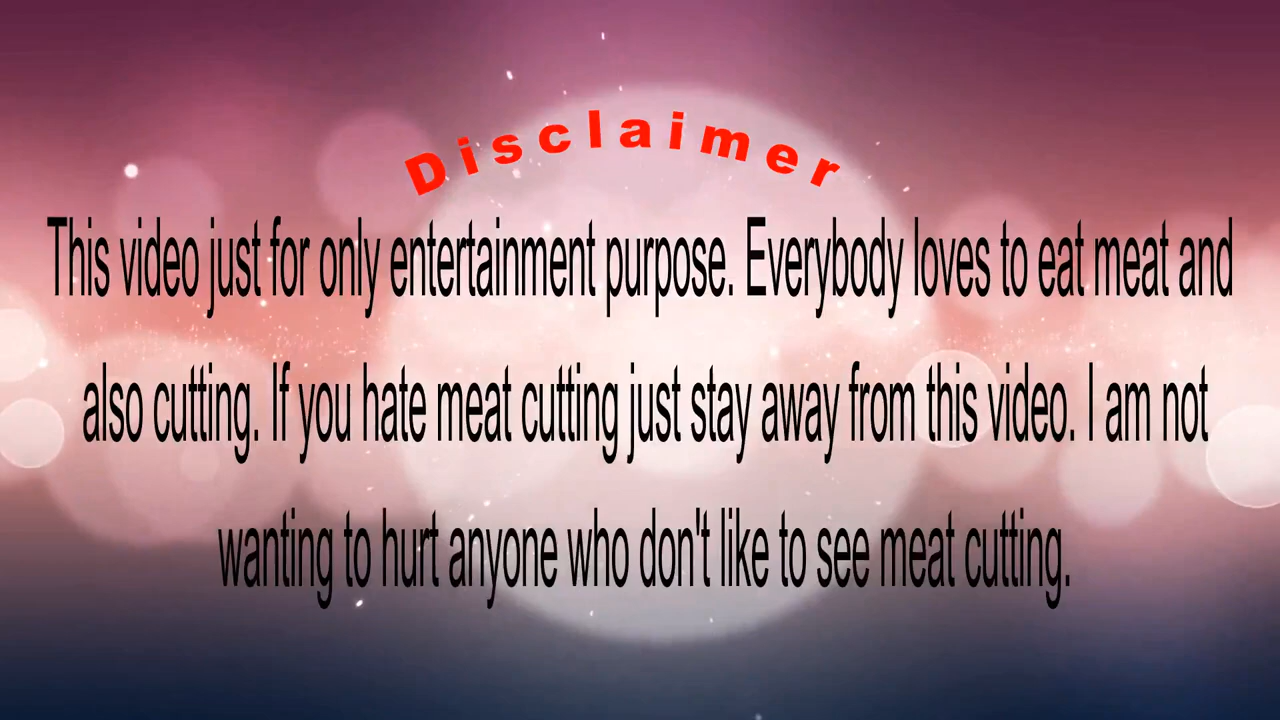 Disclaimer
This video just for only entertainment purpose. Everybody loves to eat meat and
also cutting. If you hate meat cutting just stay away from this video. I am not
wanting to hurt anyone who don't like to see meat cutting.